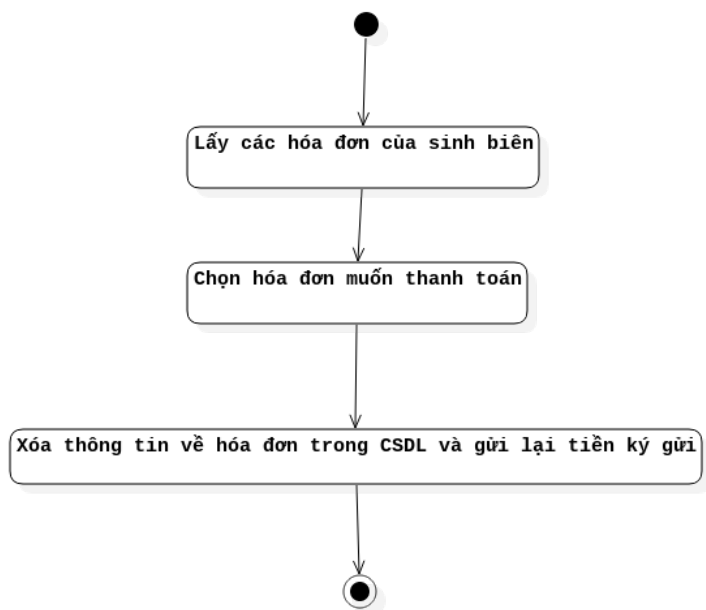 Lấy các hóa đơn của sinh biên
Chọn hóa đơn muốn thanh toán
Xóa thông tin về hóa đơn trong CSDL và gửi lại tiền ký gửi